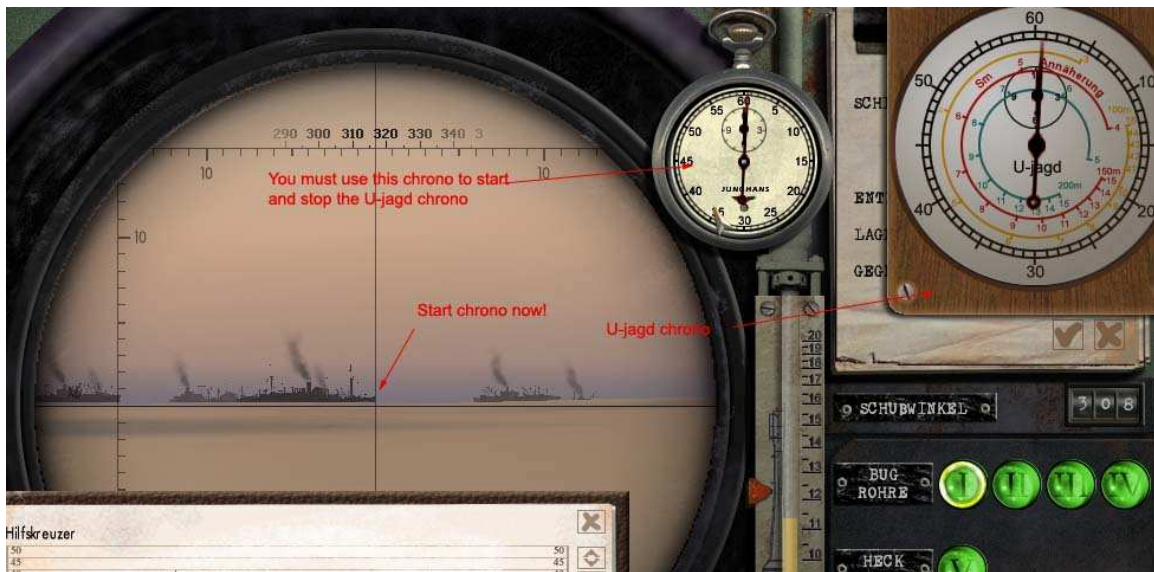 290 300 310 320 330 340 3
10 10
10
You must use this chrono to start
and stop the U-jagd chrono
Start chrono now!
U-jagd chrono
60
5
10
15
20
25
30
40
45
50
55
9 3
JUNGHANS
60
10
30
40
50
Sm
Annäherung
U-jagd
100m
150m
200m
SCH
ENT
LAG
GEG
20
19
18
17
16
15
14
13
12
11
10
SCHUßWINKEL
308
BUG
ROHRE
I II III IV
HECK
V
Hilfskreuzer
50 50
45 45